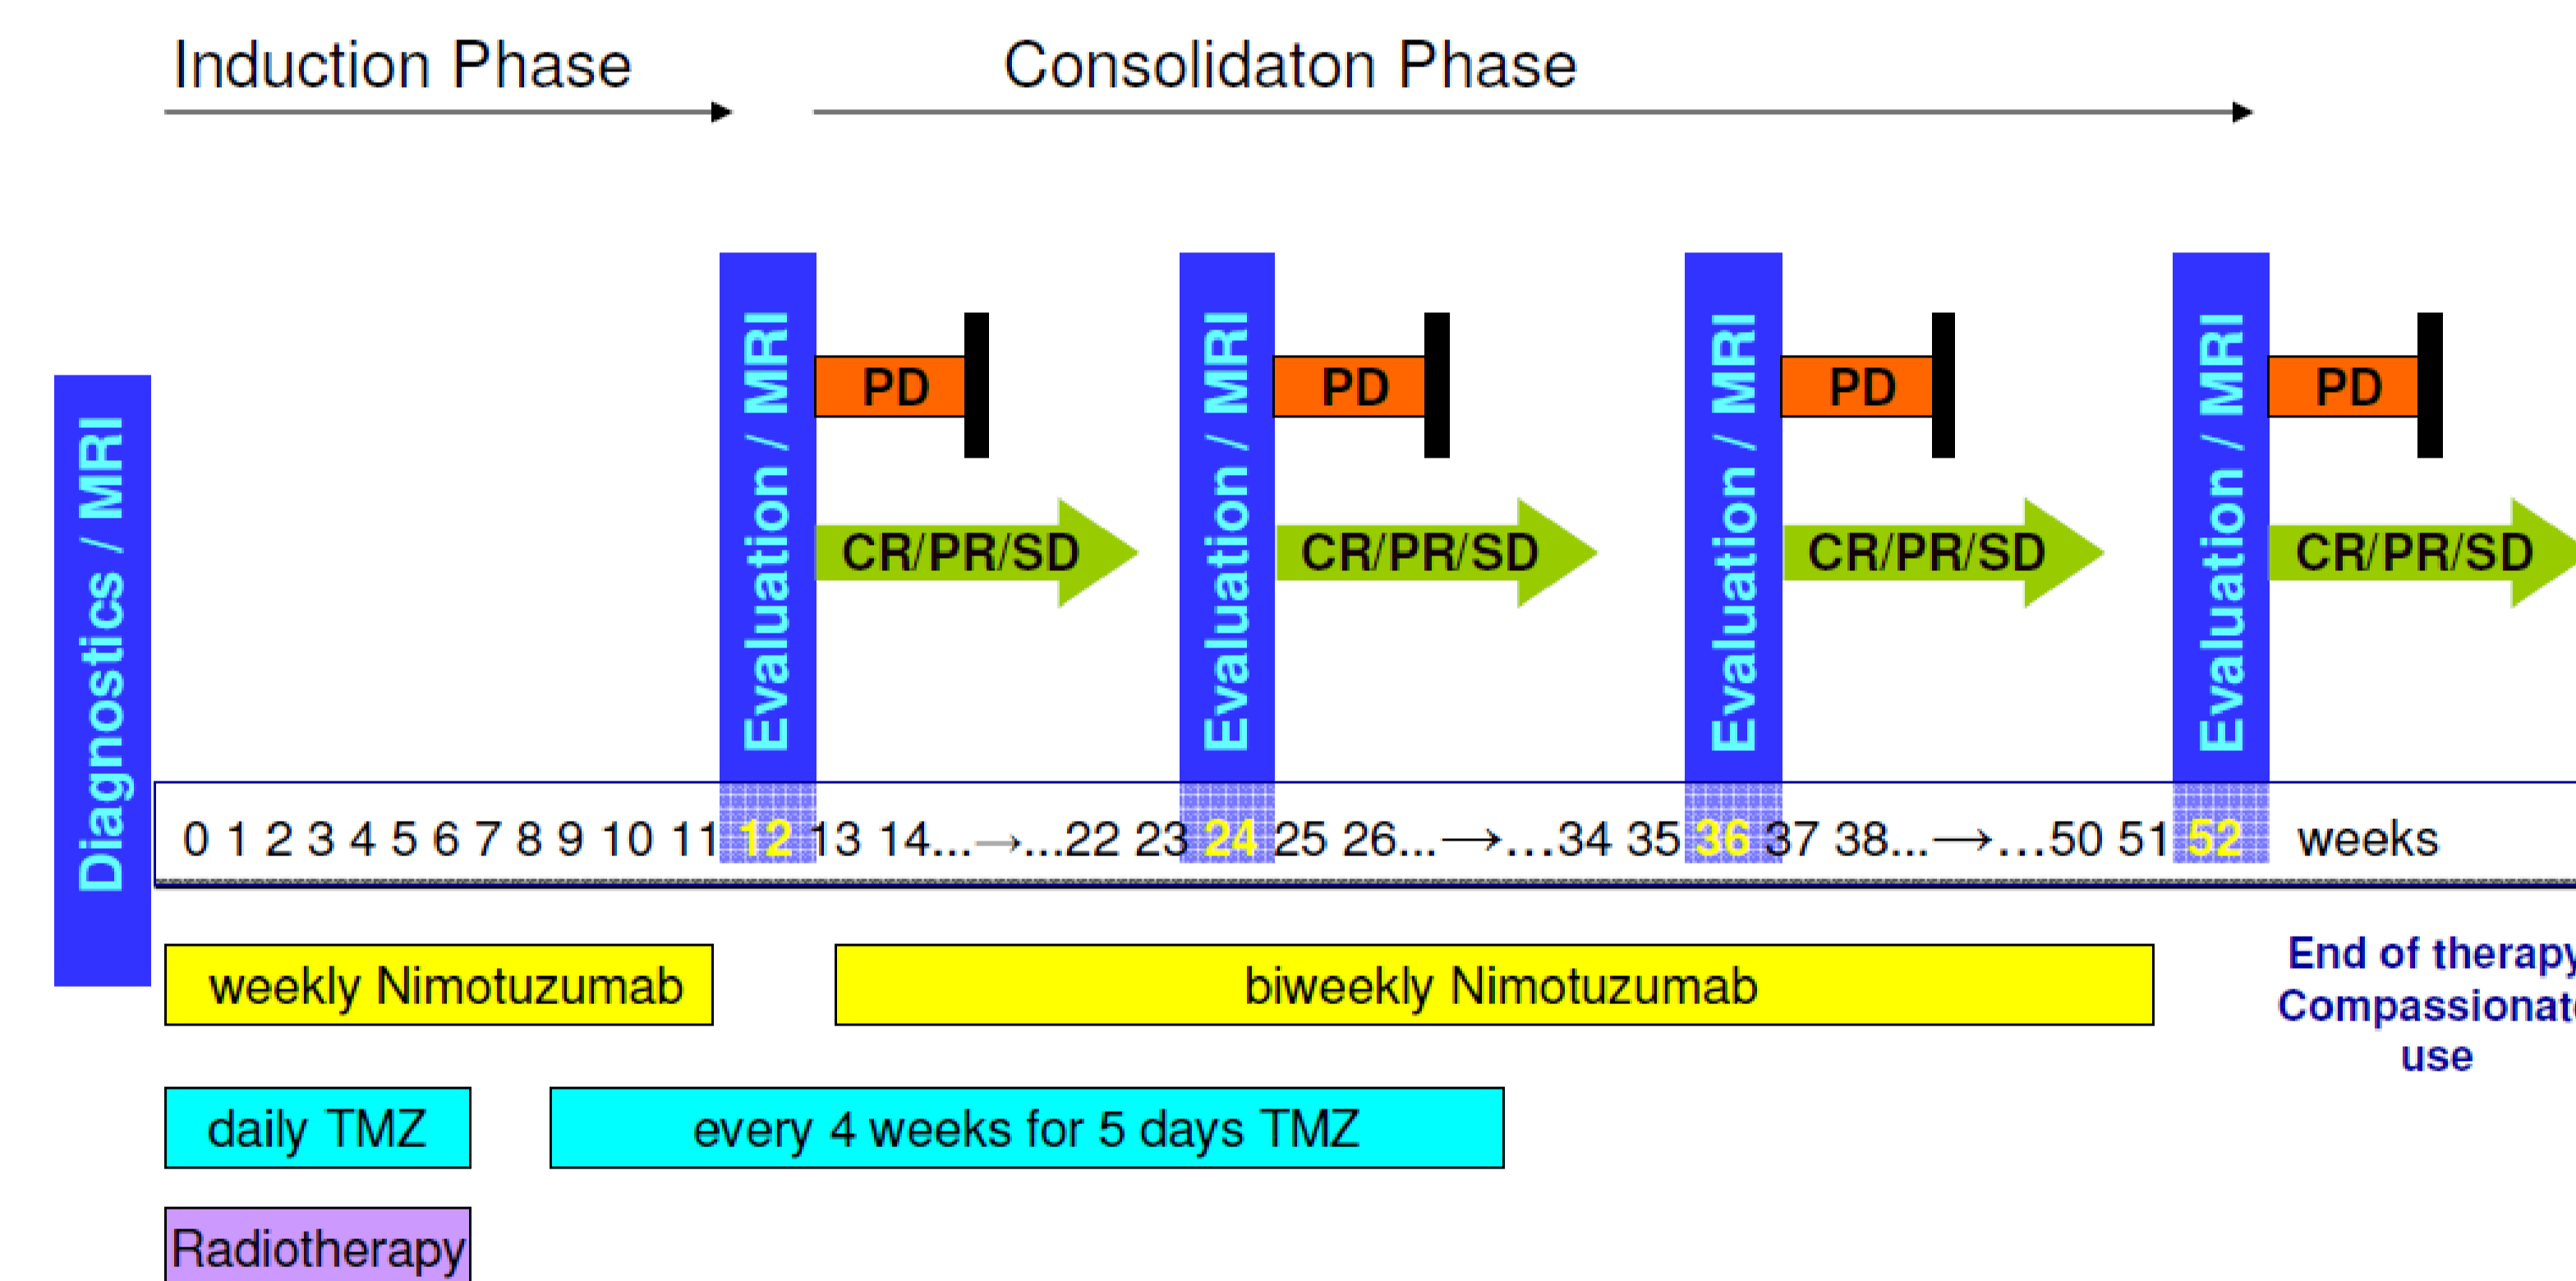 Induction Phase
Consolidaton Phase
Diagnostics / MRI
Evaluation / MRI
PD
CR/PR/SD
Evaluation / MRI
PD
CR/PR/SD
Evaluation / MRI
PD
CR/PR/SD
Evaluation / MRI
PD
CR/PR/SD
0 1 2 3 4 5 6 7 8 9 10 11 12 13 14...→...22 23 24 25 26...→...34 35 36 37 38...→...50 51 52 weeks
weekly Nimotuzumab
biweekly Nimotuzumab
End of therapy
Compassionat
use
daily TMZ
every 4 weeks for 5 days TMZ
Radiotherapy